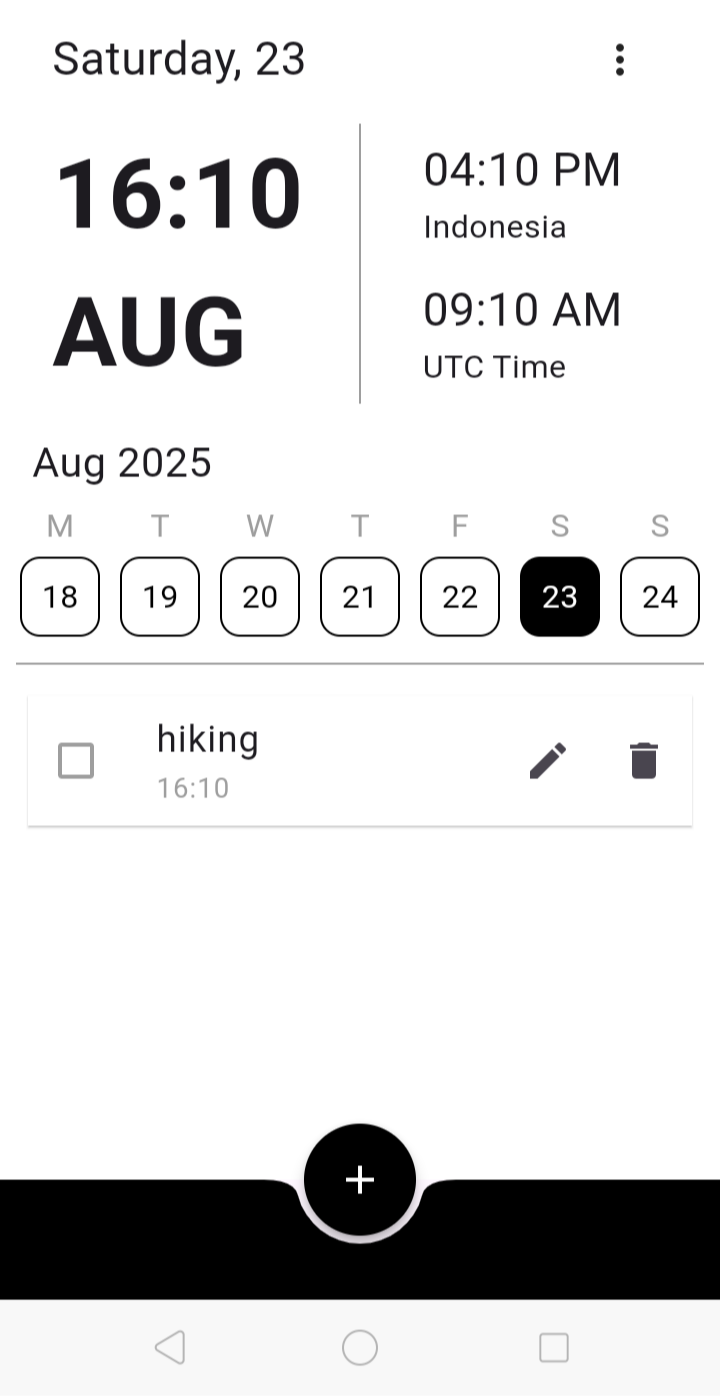 Saturday, 23
16:10
AUG
04:10 PM
Indonesia
09:10 AM
UTC Time
Aug 2025
M T W T F S S
18 19 20 21 22 23 24
hiking
16:10